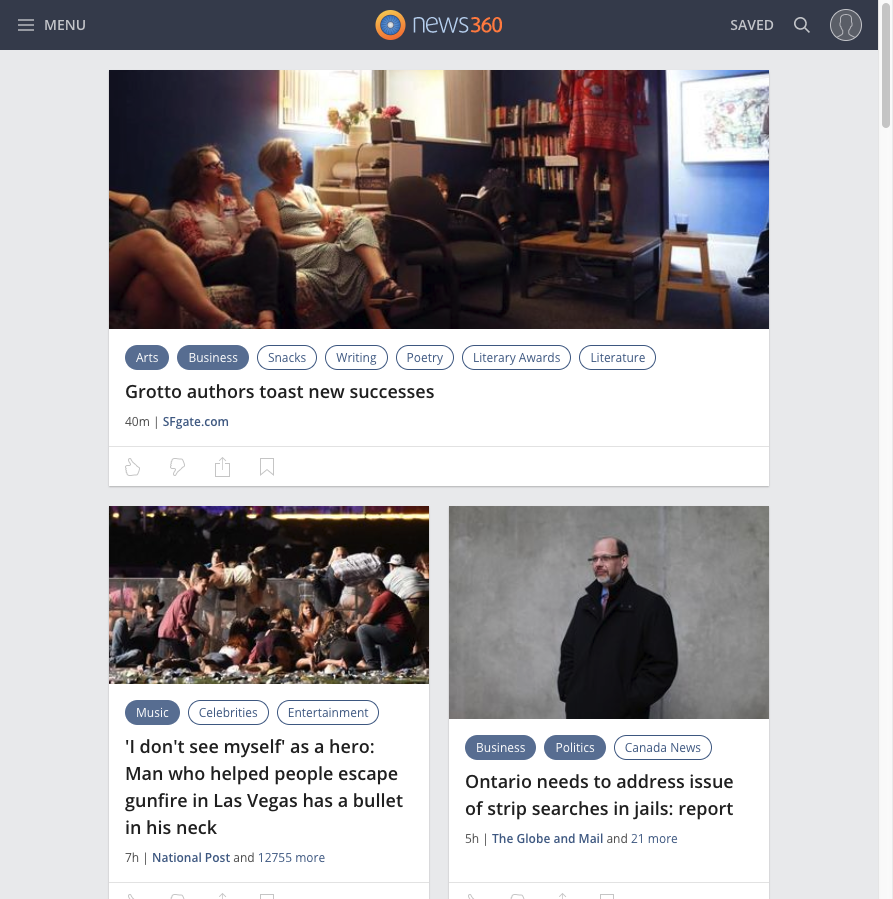 MENU
news360
SAVED
Arts
Business
Snacks
Writing
Poetry
Literary Awards
Literature
Grotto authors toast new successes
40m | SFgate.com
Music
Celebrities
Entertainment
'I don't see myself' as a hero:
Man who helped people escape
gunfire in Las Vegas has a bullet
in his neck
7h | National Post and 12755 more
Business
Politics
Canada News
Ontario needs to address issue
of strip searches in jails: report
5h | The Globe and Mail and 21 more